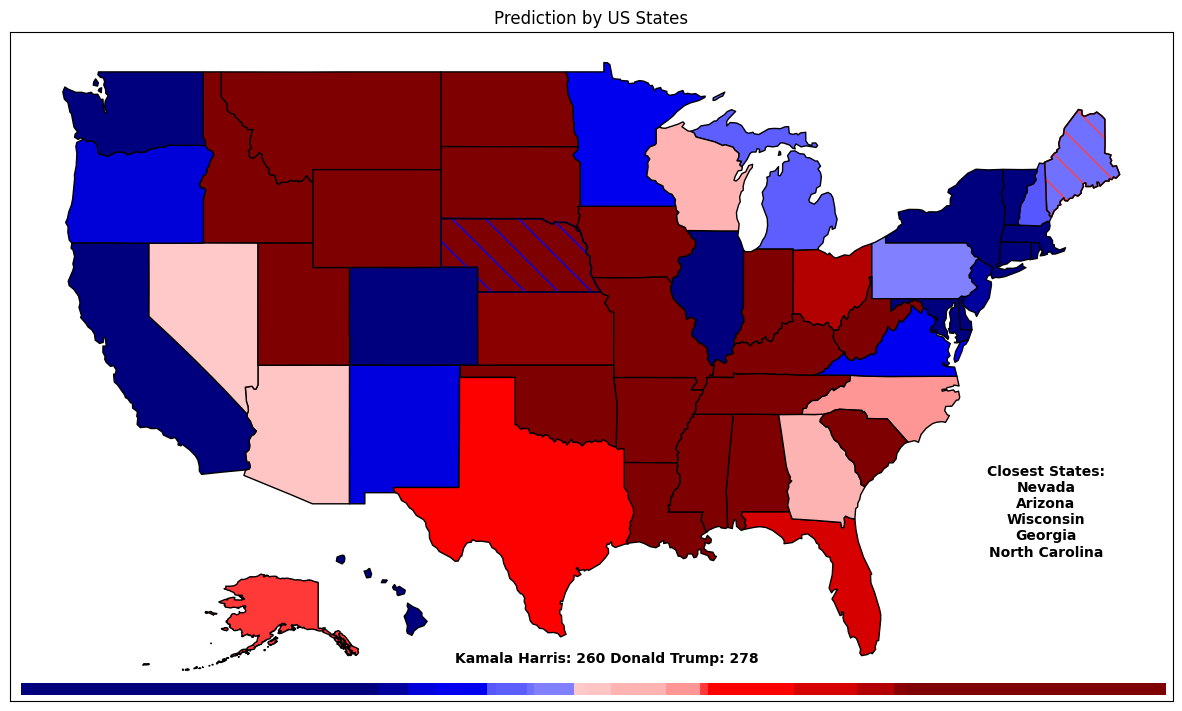 Prediction by US States
Closest States:
Nevada
Arizona
Wisconsin
Georgia
North Carolina
Kamala Harris: 260 Donald Trump: 278